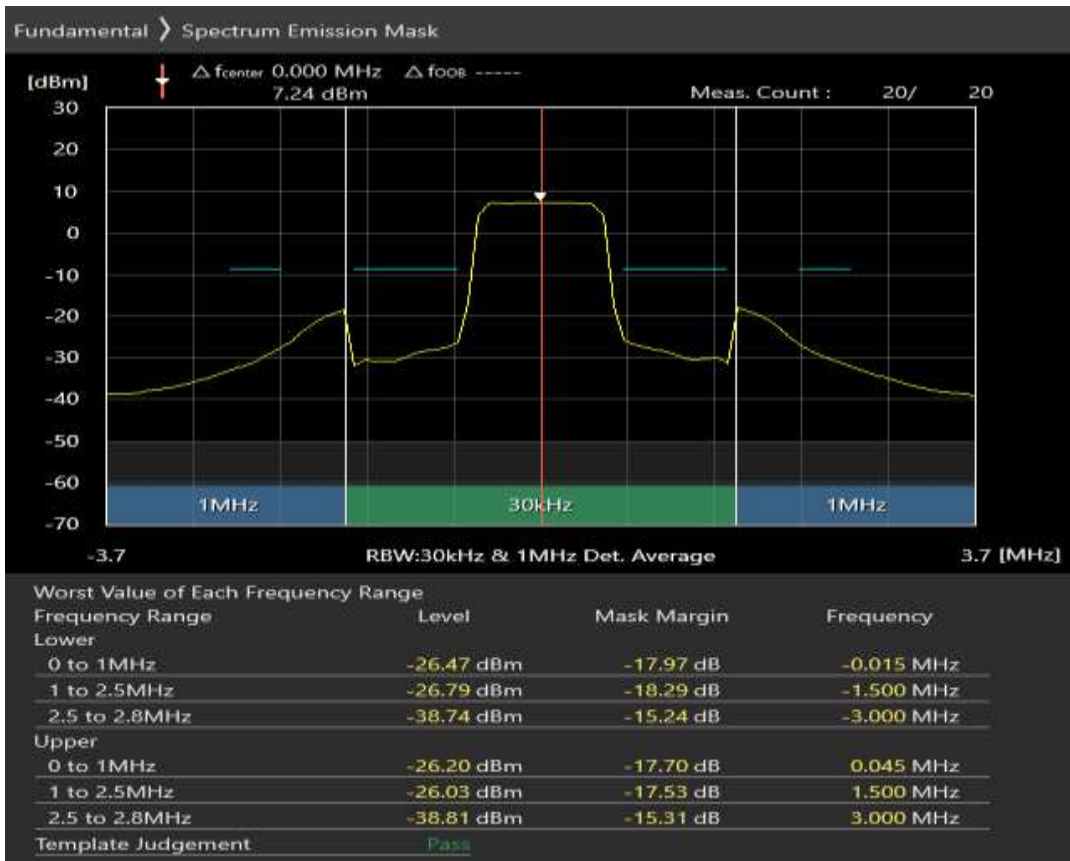 Fundamental 〉 Spectrum Emission Mask
[dBm] △ fcenter 0.000 MHz △ fOOB -----
7.24 dBm Meas. Count : 20/ 20
30
20
10
0
-10
-20
-30
-40
-50
-60
1MHz 30kHz 1MHz
-70
-3.7 RBW:30kHz & 1MHz Det. Average 3.7 [MHz]
Worst Value of Each Frequency Range
Frequency Range Level Mask Margin Frequency
Lower
0 to 1MHz -26.47 dBm -17.97 dB -0.015 MHz
1 to 2.5MHz -26.79 dBm -18.29 dB -1.500 MHz
2.5 to 2.8MHz -38.74 dBm -15.24 dB -3.000 MHz
Upper
0 to 1MHz -26.20 dBm -17.70 dB 0.045 MHz
1 to 2.5MHz -26.03 dBm -17.53 dB 1.500 MHz
2.5 to 2.8MHz -38.81 dBm -15.31 dB 3.000 MHz
Template Judgement Pass